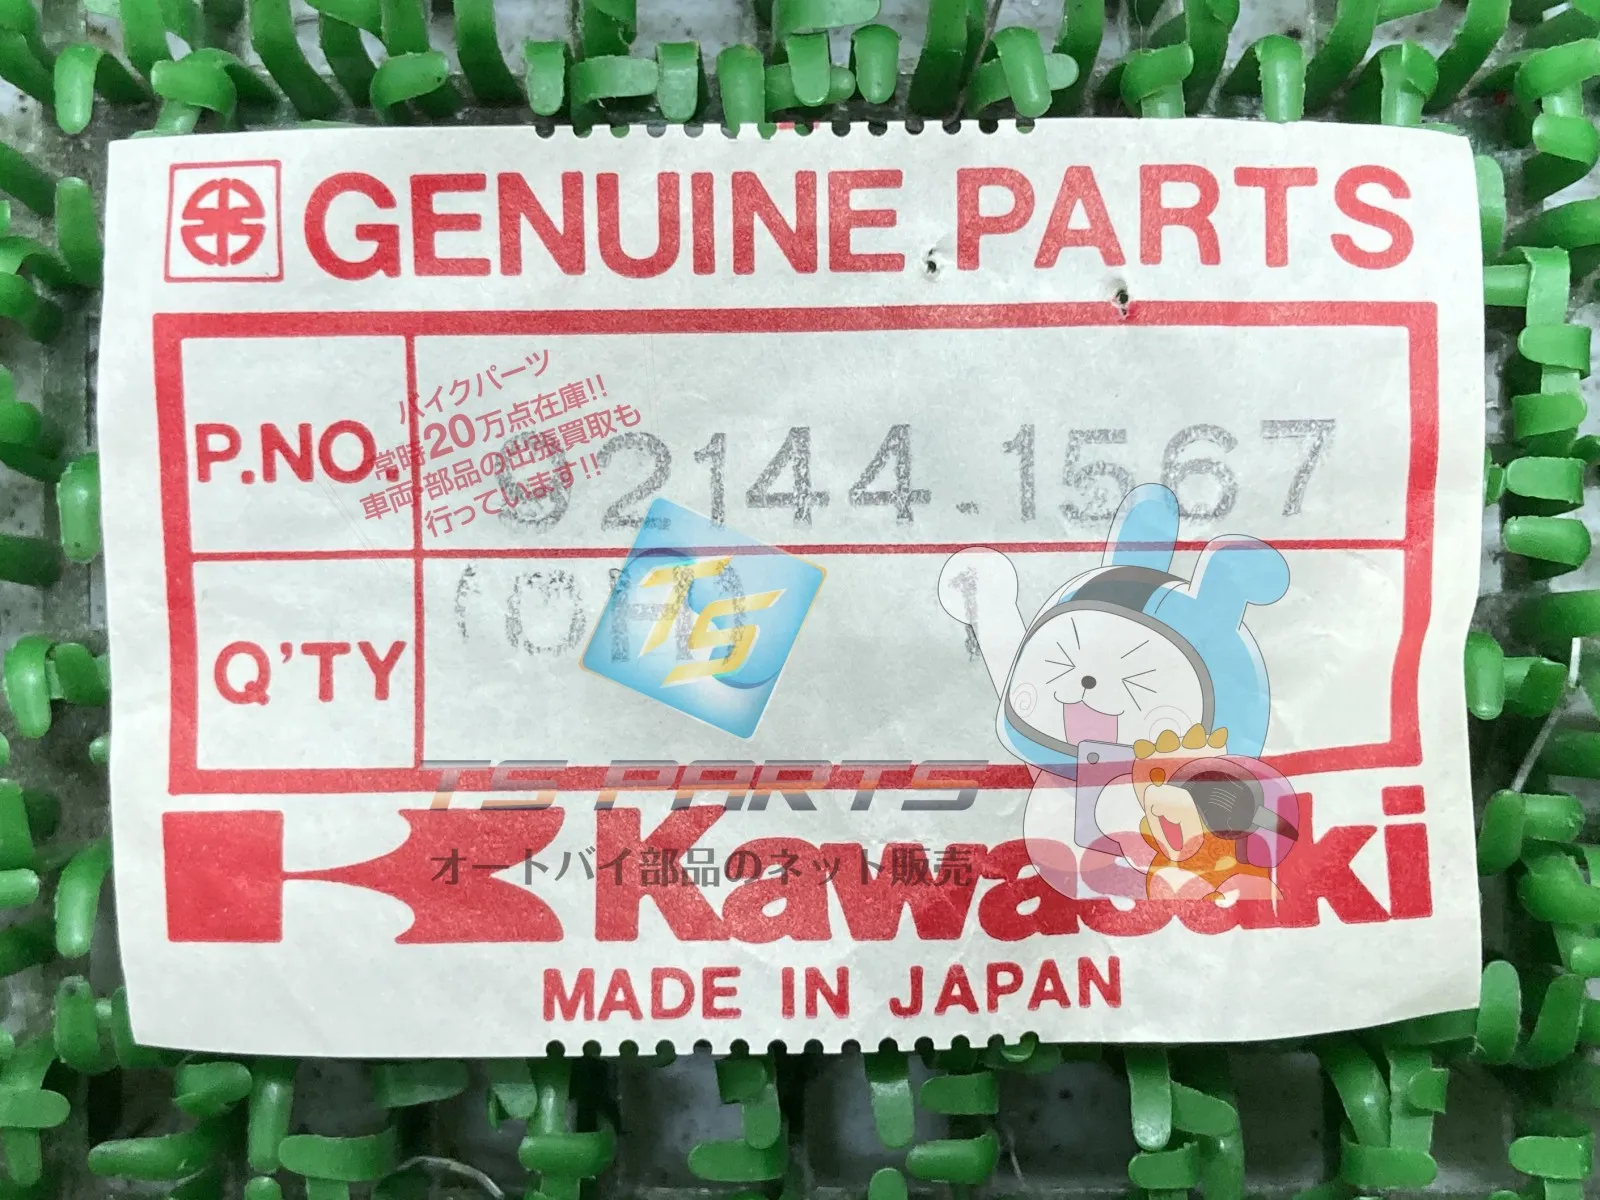 GENUINE PARTS
バイクパーツ
常時20万点在庫!!
車両・部品の出張買取も
行っています!!
P.NO. 92144-1567
Q'TY 1
TS
TS PARTS
オートバイ部品のネット販売
Kawasaki
MADE IN JAPAN